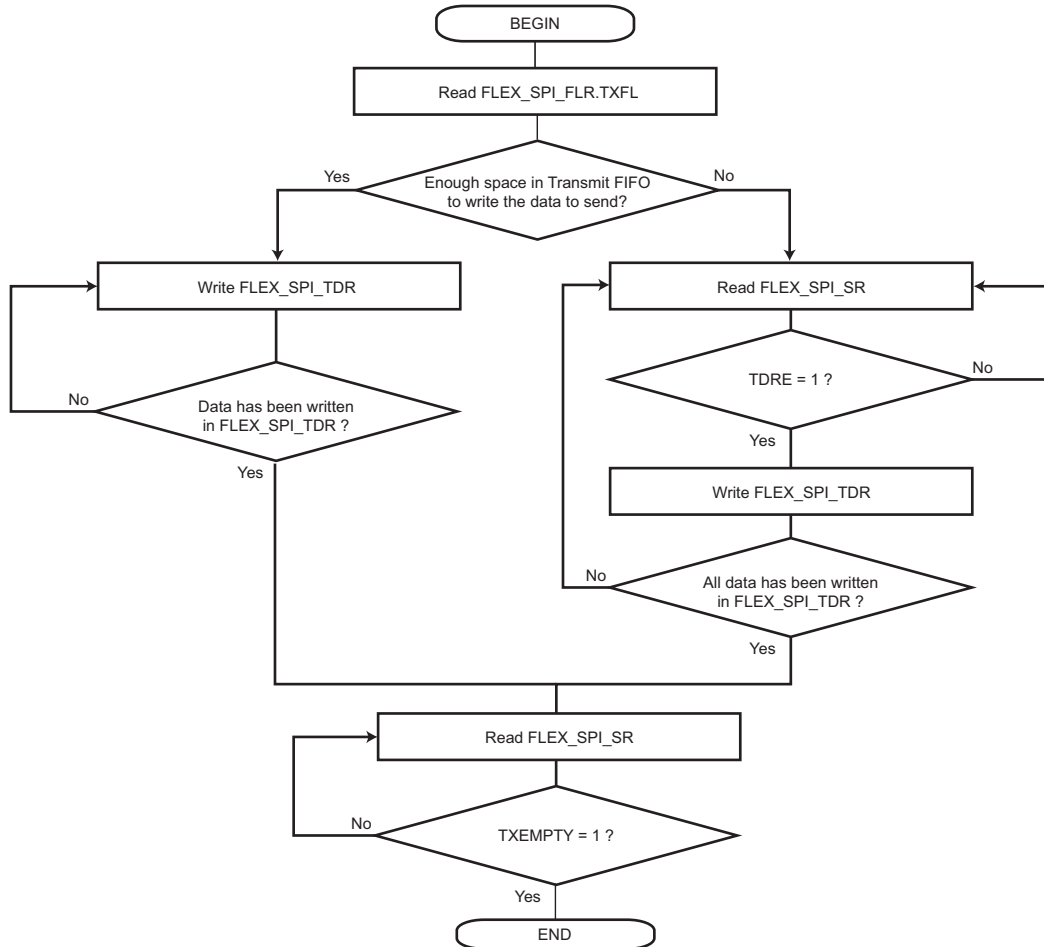 BEGIN
Read FLEX_SPI_FLR.TXFL
Yes
Enough space in Transmit FIFO
to write the data to send?
No
Write FLEX_SPI_TDR
Read FLEX_SPI_SR
No
Data has been written
in FLEX_SPI_TDR ?
Yes
TDRE = 1 ?
No
Yes
Write FLEX_SPI_TDR
No
All data has been written
in FLEX_SPI_TDR ?
Yes
Read FLEX_SPI_SR
No
TXEMPTY = 1 ?
Yes
END